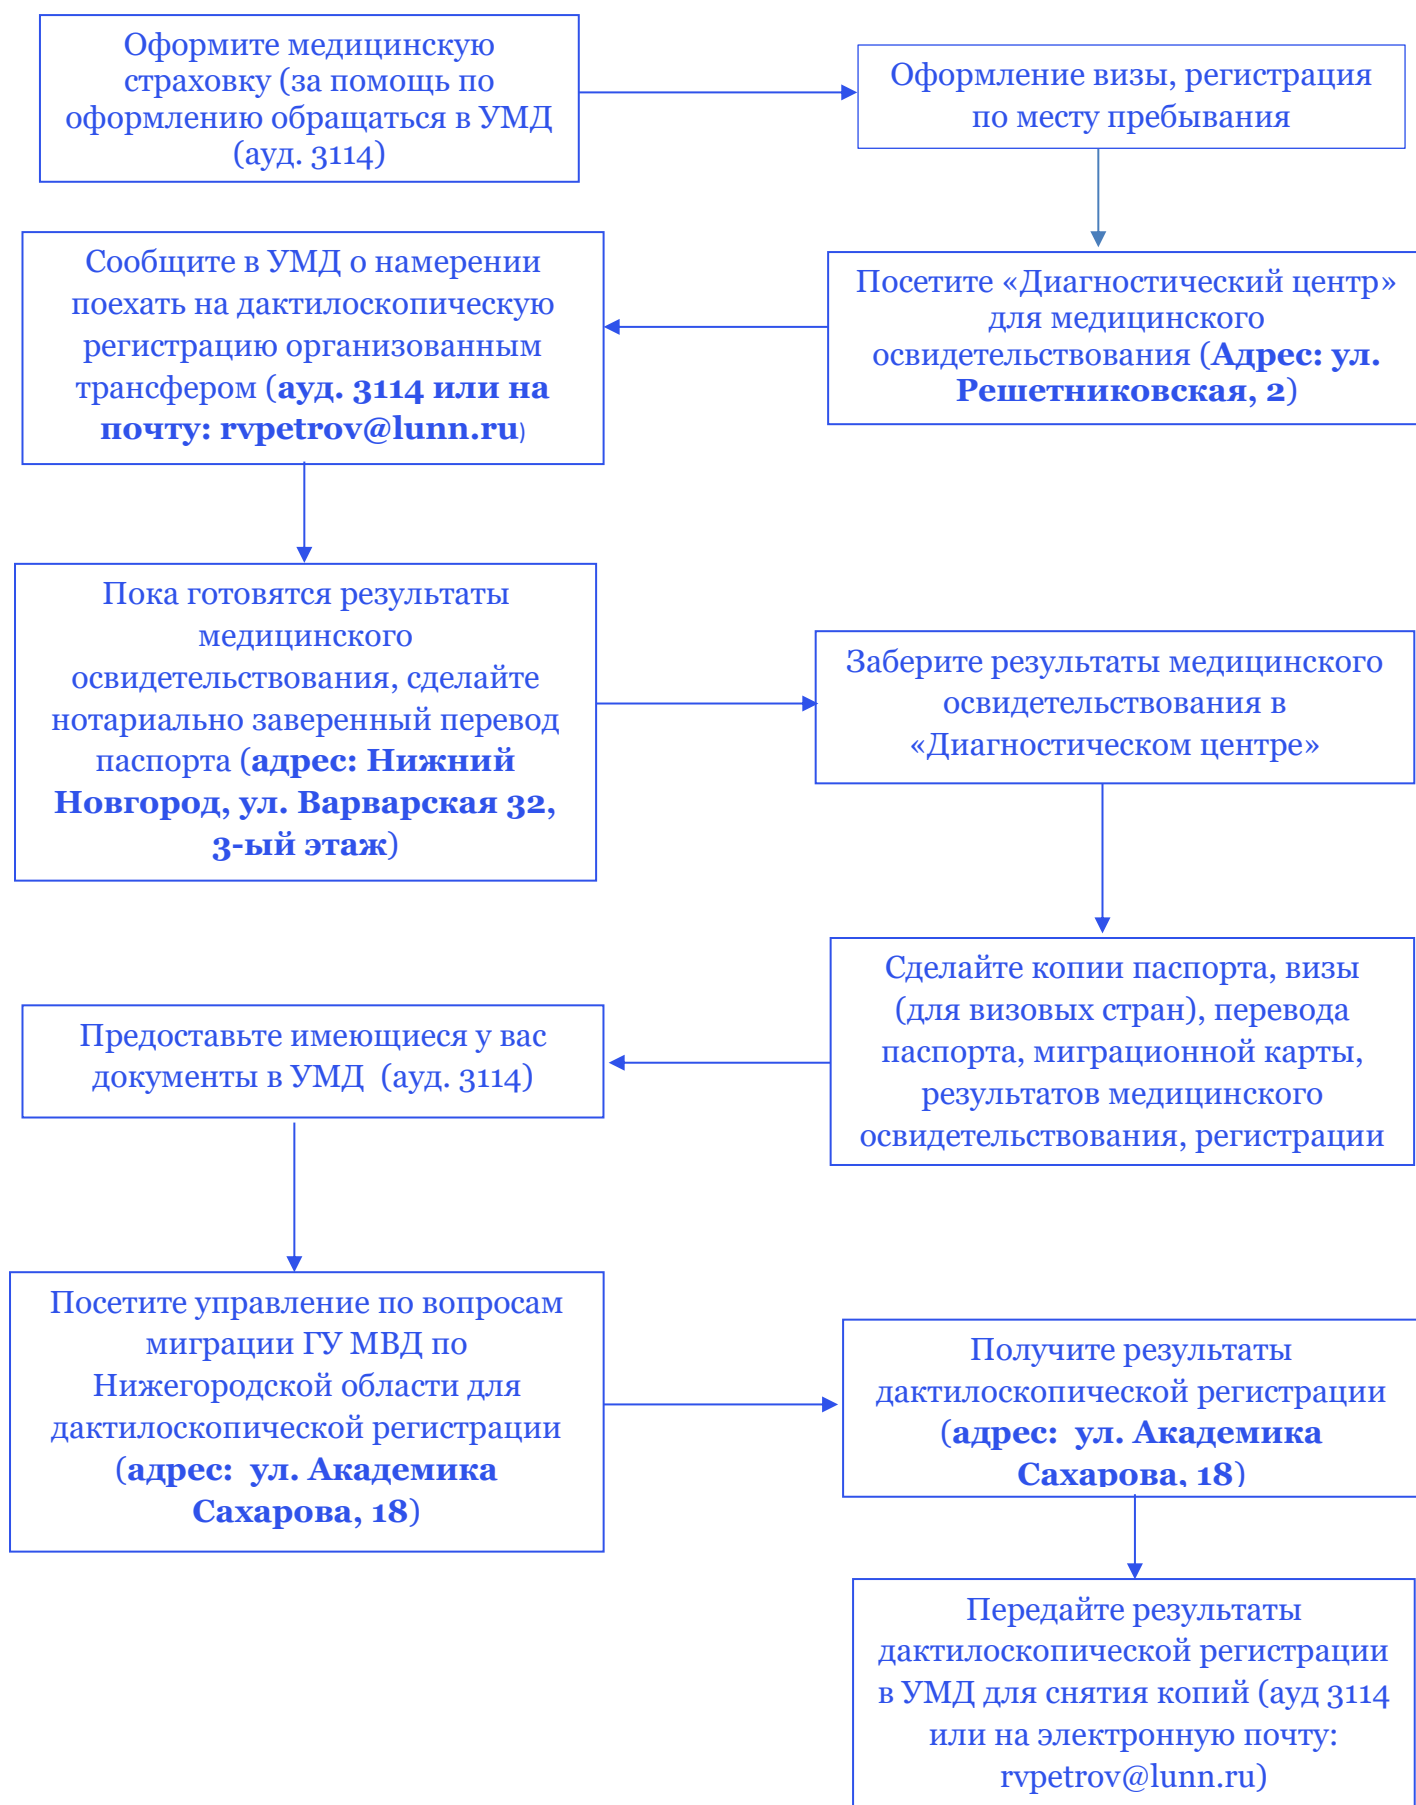 Оформите медицинскую
страховку (за помощь по
оформлению обращаться в УМД
(ауд. 3114)
Оформление визы, регистрация
по месту пребывания
Посетите «Диагностический центр»
для медицинского
освидетельствования (Адрес: ул.
Решетниковская, 2)
Сообщите в УМД о намерении
поехать на дактилоскопическую
регистрацию организованным
трансфером (ауд. 3114 или на
почту: rvpetrov@lunn.ru)
Пока готовятся результаты
медицинского
освидетельствования, сделайте
нотариально заверенный перевод
паспорта (адрес: Нижний
Новгород, ул. Варварская 32,
3-ый этаж)
Заберите результаты медицинского
освидетельствования в
«Диагностическом центре»
Сделайте копии паспорта, визы
(для визовых стран), перевода
паспорта, миграционной карты,
результатов медицинского
освидетельствования, регистрации
Предоставьте имеющиеся у вас
документы в УМД (ауд. 3114)
Посетите управление по вопросам
миграции ГУ МВД по
Нижегородской области для
дактилоскопической регистрации
(адрес: ул. Академика
Сахарова, 18)
Получите результаты
дактилоскопической регистрации
(адрес: ул. Академика
Сахарова, 18)
Передайте результаты
дактилоскопической регистрации
в УМД для снятия копий (ауд 3114
или на электронную почту:
rvpetrov@lunn.ru)